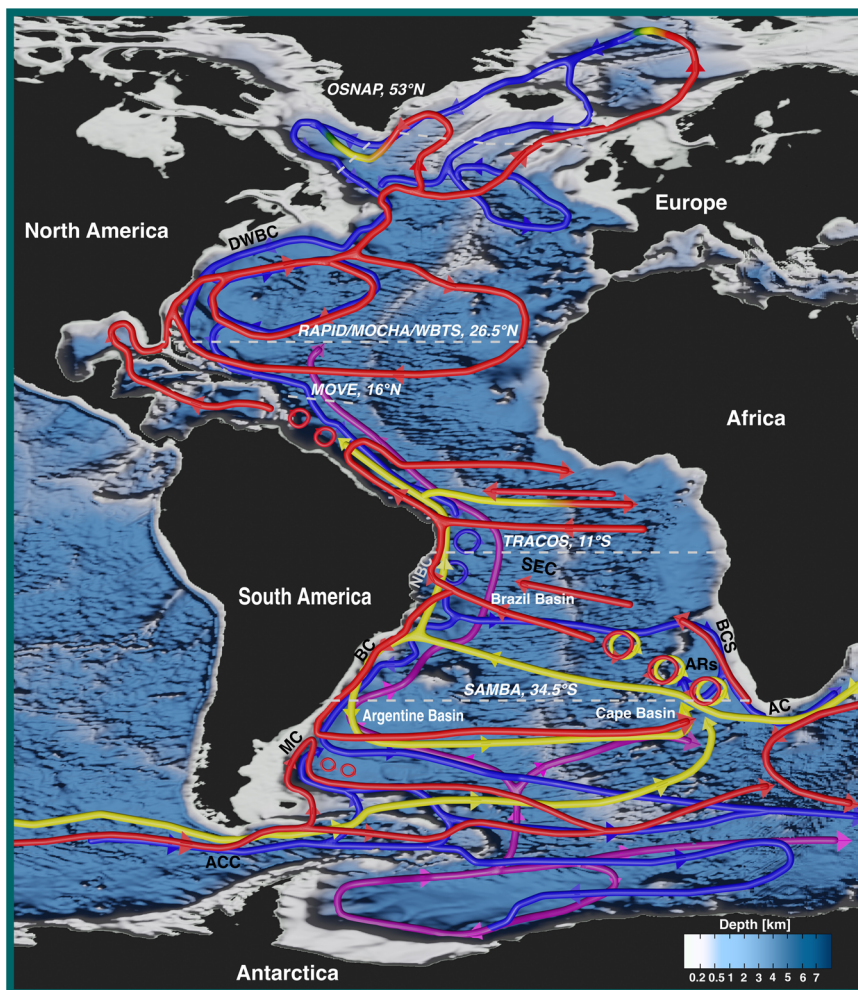 OSNAP, 53°N
North America
Europe
DWBC
RAPID/MOCHA/WBTS, 26.5°N
MOVE, 16°N
Africa
TRACOS, 11°S
NBC
SEC
South America
Brazil Basin
BCS
BC
ARs
SAMBA, 34.5°S
AC
Argentine Basin
Cape Basin
MC
ACC
Depth [km]
0.2 0.5 1 2 3 4 5 6 7
Antarctica